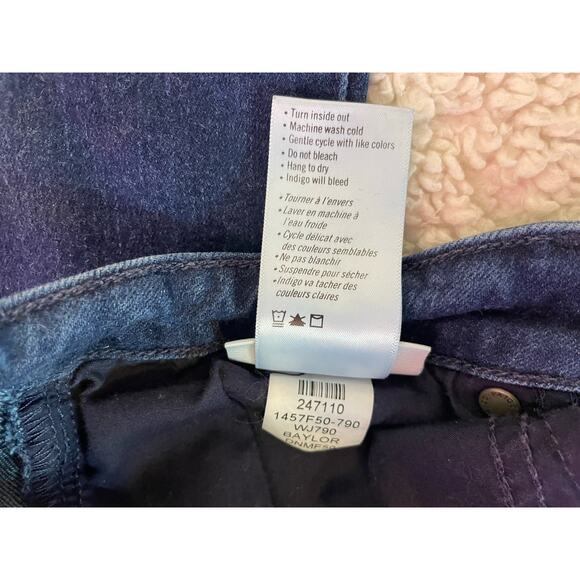 • Turn inside out
• Machine wash cold
• Gentle cycle with like colors
• Do not bleach
• Hang to dry
• Indigo will bleed
• Tourner à l'envers
• Laver en machine à
l'eau froide
• Cycle délicat avec
des couleurs semblables
• Ne pas blanchir
• Suspendre pour sécher
• Indigo va tacher des
couleurs claires
247110
1457F50-790
WJ790
BAYLOR
DNMF50